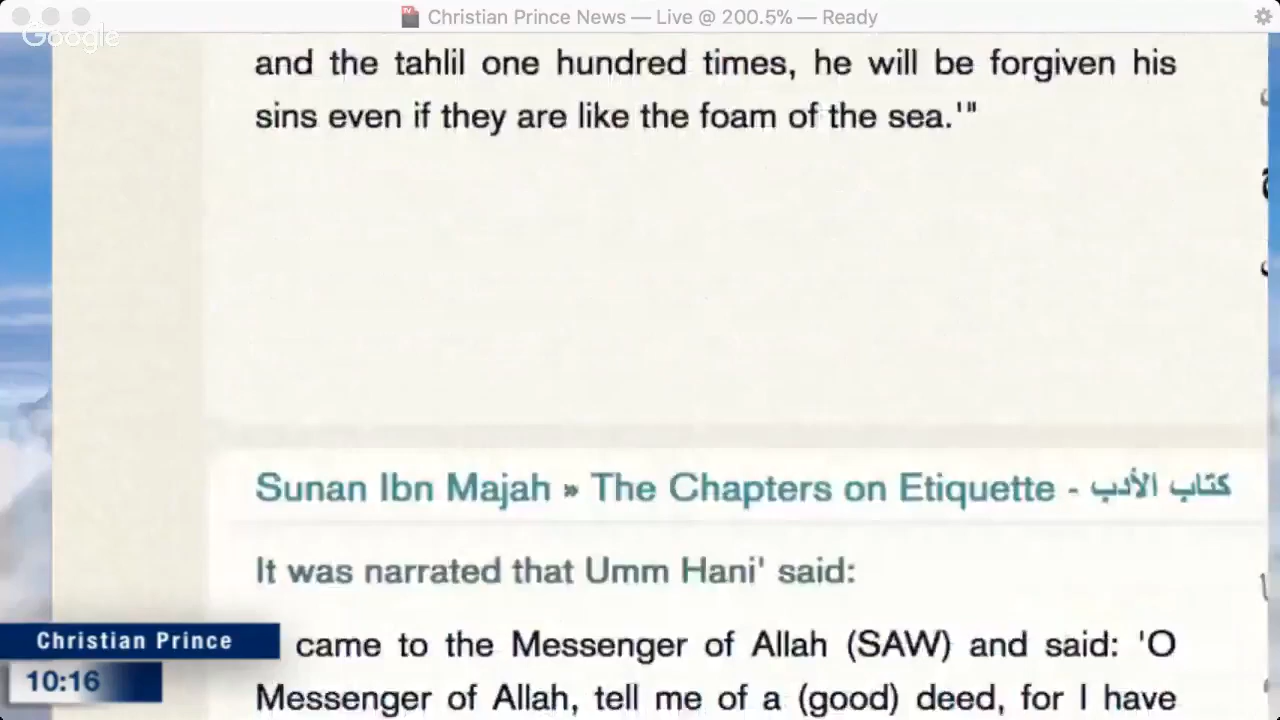 Christian Prince News — Live @ 200.5% — Ready
Google
and the tahlil one hundred times, he will be forgiven his
sins even if they are like the foam of the sea.'"
Sunan Ibn Majah » The Chapters on Etiquette - كتاب الأدب
It was narrated that Umm Hani' said:
came to the Messenger of Allah (SAW) and said: 'O
Messenger of Allah, tell me of a (good) deed, for I have
Christian Prince
10:16